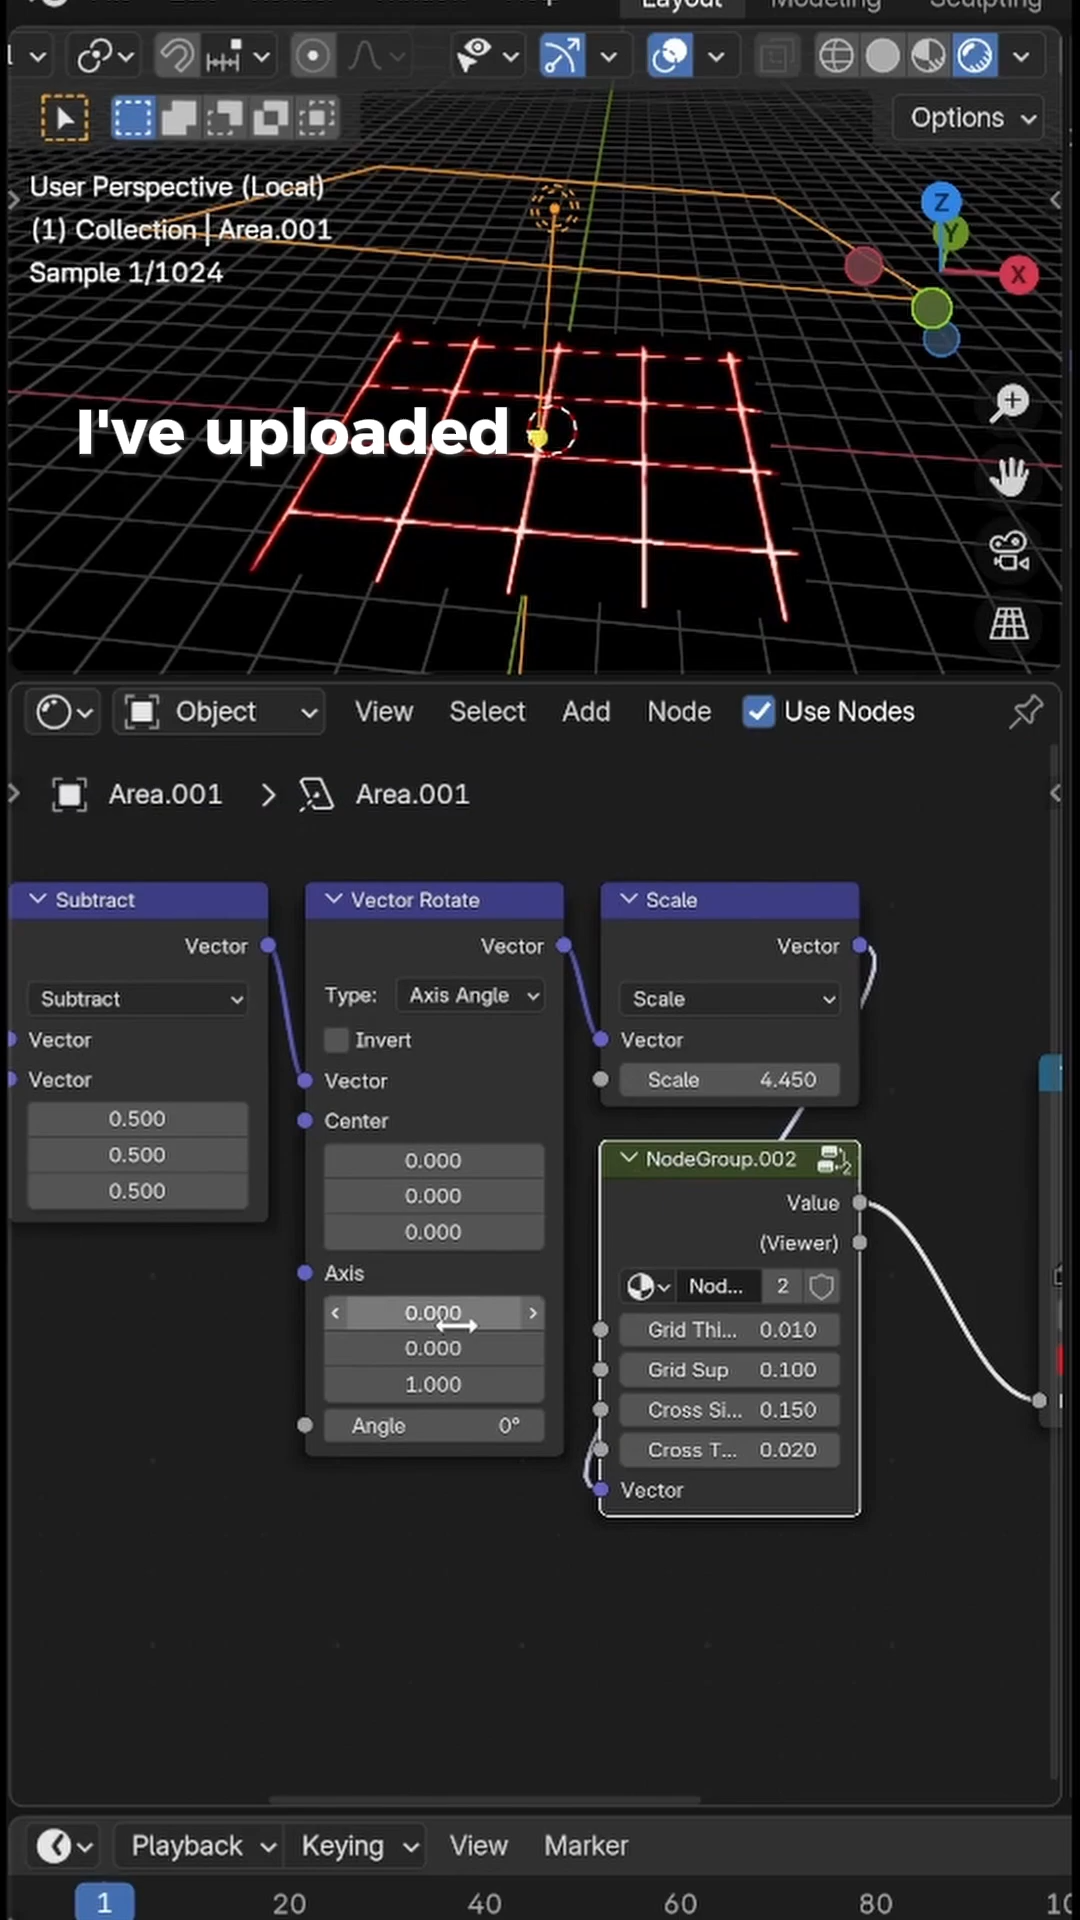 Layout Modeling Sculpting
Options
User Perspective (Local)
(1) Collection | Area.001
Sample 1/1024
Z
Y
X
I've uploaded
Object View Select Add Node Use Nodes
Area.001 > Area.001
Subtract
Vector
Subtract
Vector
Vector
0.500
0.500
0.500
Vector Rotate
Vector
Type: Axis Angle
Invert
Vector
Center
0.000
0.000
0.000
Axis
0.000
0.000
1.000
Angle 0°
Scale
Vector
Scale
Vector
Scale 4.450
NodeGroup.002
Value
(Viewer)
Nod... 2
Grid Thi... 0.010
Grid Sup 0.100
Cross Si... 0.150
Cross T... 0.020
Vector
Playback Keying View Marker
1 20 40 60 80